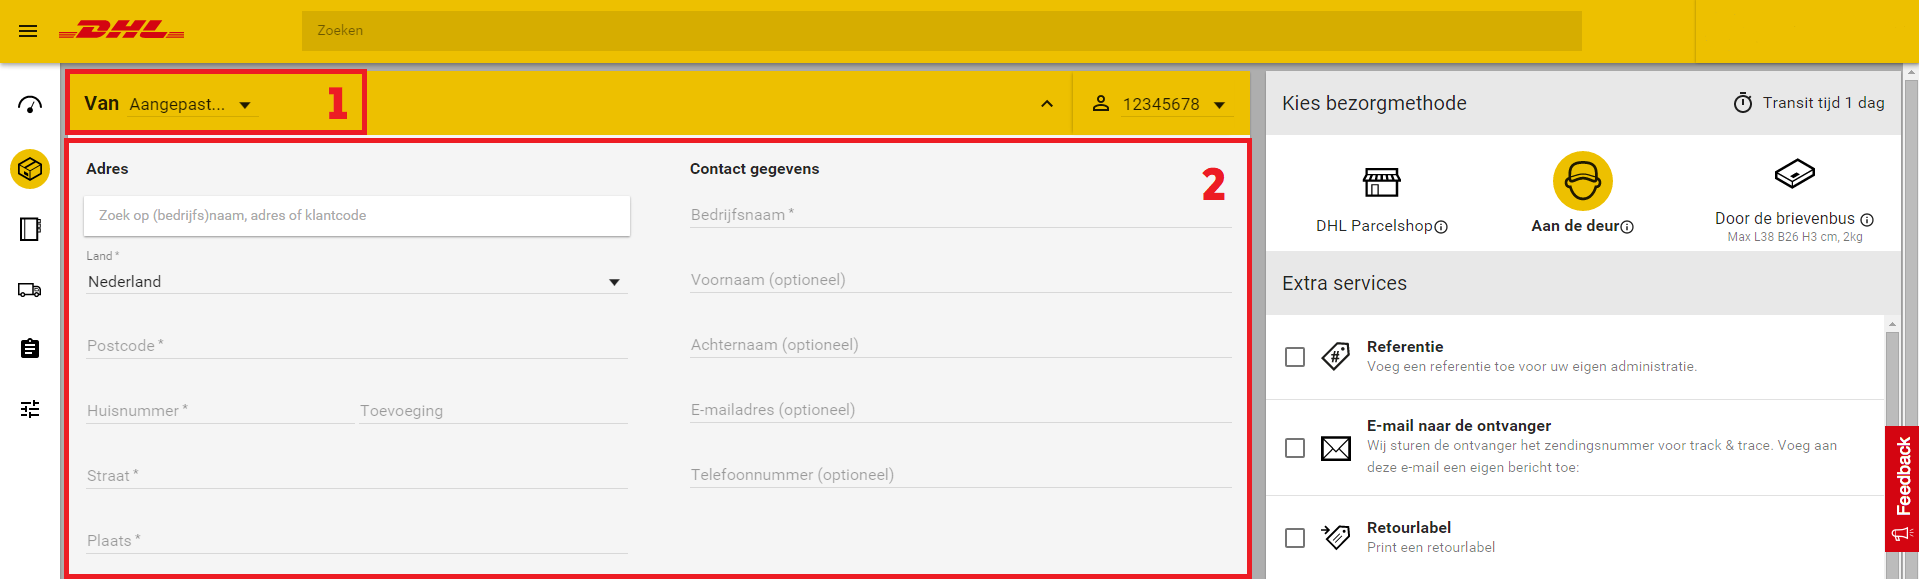 DHL
Zoeken
Van Aangepast... 1
12345678
Adres
Zoek op (bedrijfs)naam, adres of klantcode
Land *
Nederland
Postcode *
Huisnummer * Toevoeging
Straat *
Plaats *
Contact gegevens
2
Bedrijfsnaam *
Voornaam (optioneel)
Achternaam (optioneel)
E-mailadres (optioneel)
Telefoonnummer (optioneel)
Kies bezorgmethode
Transit tijd 1 dag
DHL Parcelshop
Aan de deur
Door de brievenbus
Max L38 B26 H3 cm, 2kg
Extra services
Referentie
Voeg een referentie toe voor uw eigen administratie.
E-mail naar de ontvanger
Wij sturen de ontvanger het zendingsnummer voor track & trace. Voeg aan
deze e-mail een eigen bericht toe:
Retourlabel
Print een retourlabel
Feedback